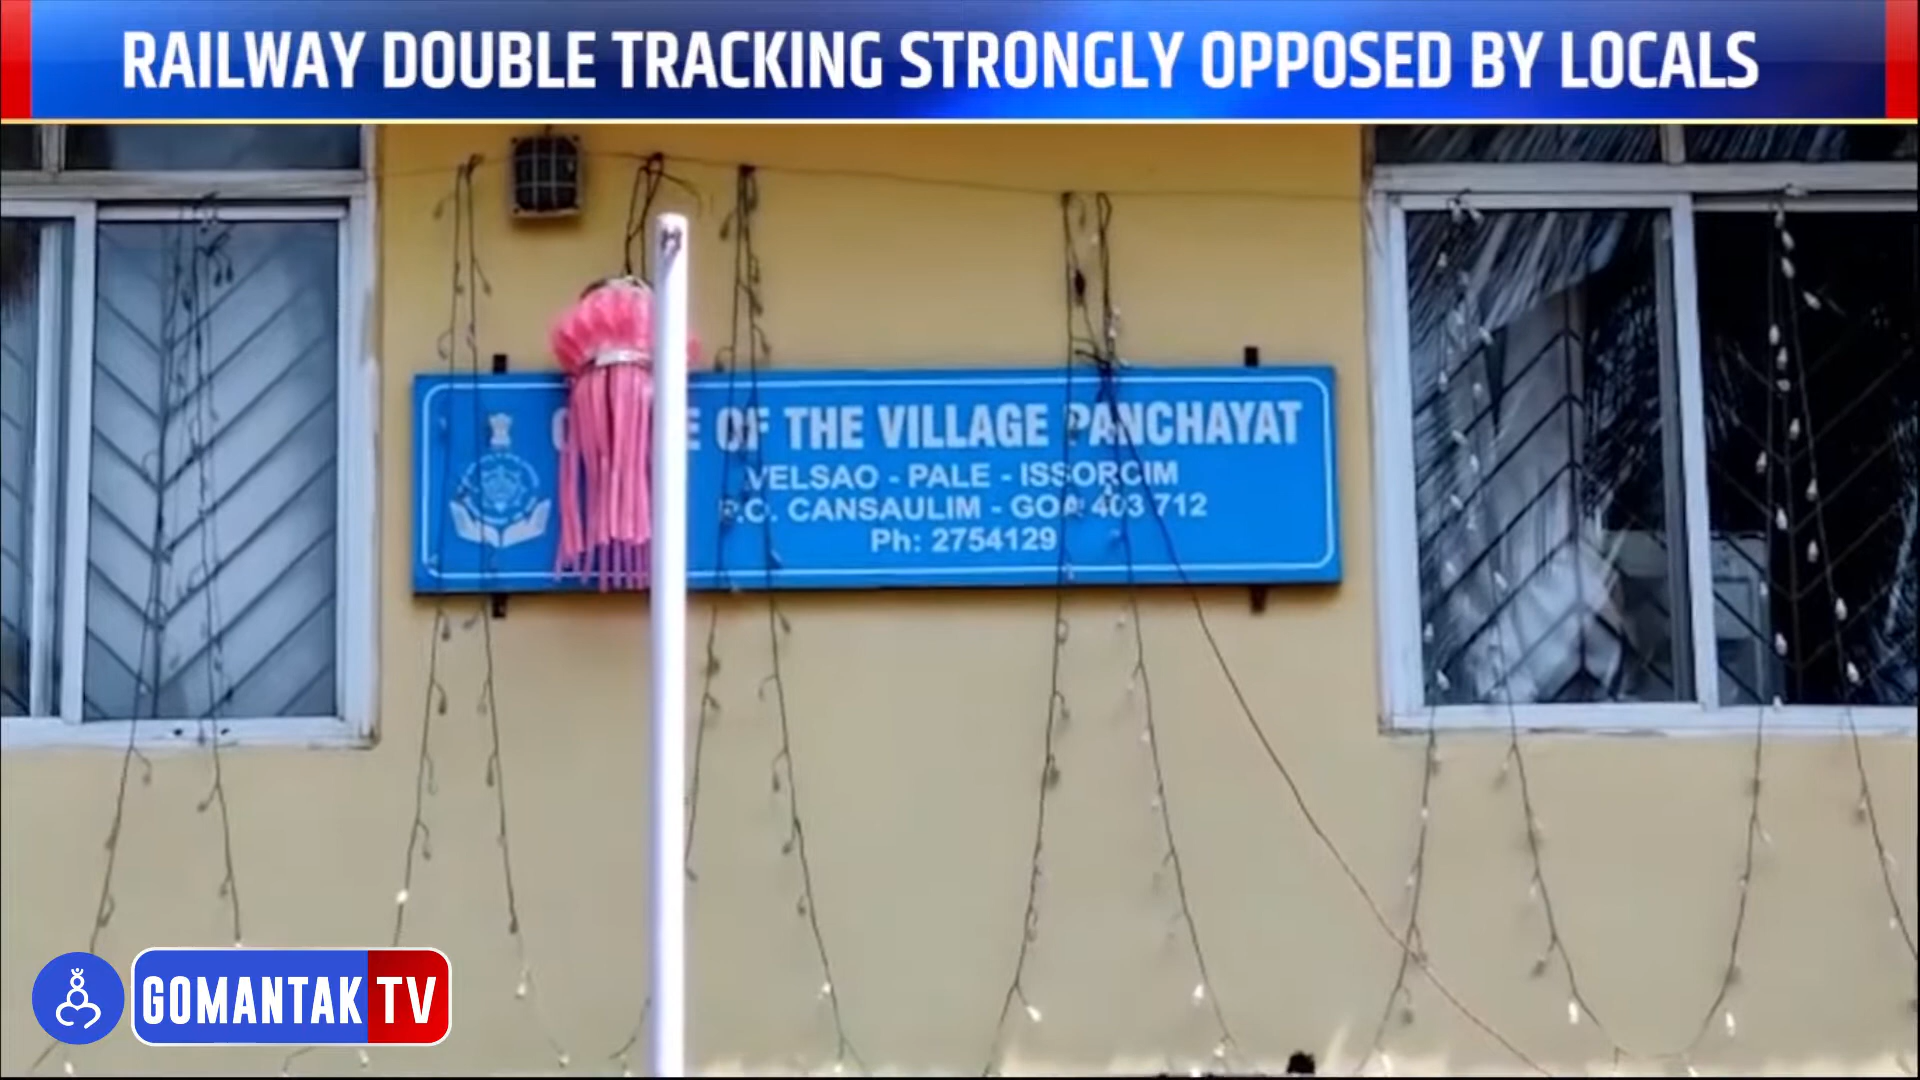 RAILWAY DOUBLE TRACKING STRONGLY OPPOSED BY LOCALS
OF THE VILLAGE PANCHAYAT
VELSAO - PALE - ISSORCIM
P.O. CANSAULIM - GOA 403 712
Ph: 2754129
GOMANTAK TV